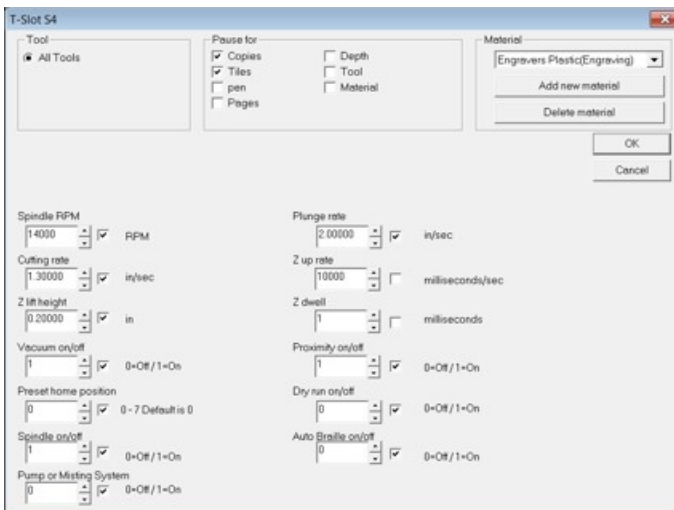 T-Slot S4
Tool
All Tools
Pause for
Copies
Tiles
pen
Pages
Depth
Tool
Material
Material
Engravers Plastic(Engraving)
Add new material
Delete material
OK
Cancel
Spindle RPM
14000
RPM
Plunge rate
2.00000
in/sec
Cutting rate
1.30000
in/sec
Z up rate
10000
milliseconds/sec
Z lift height
0.20000
in
Z dwell
1
milliseconds
Vacuum on/off
1
0=Off/1=On
Proximity on/off
1
0=Off/1=On
Preset home position
0
0 - 7 Default is 0
Dry run on/off
0
0=Off/1=On
Spindle on/off
1
0=Off/1=On
Auto Braille on/off
0
0=Off/1=On
Pump or Misting System
0
0=Off/1=On